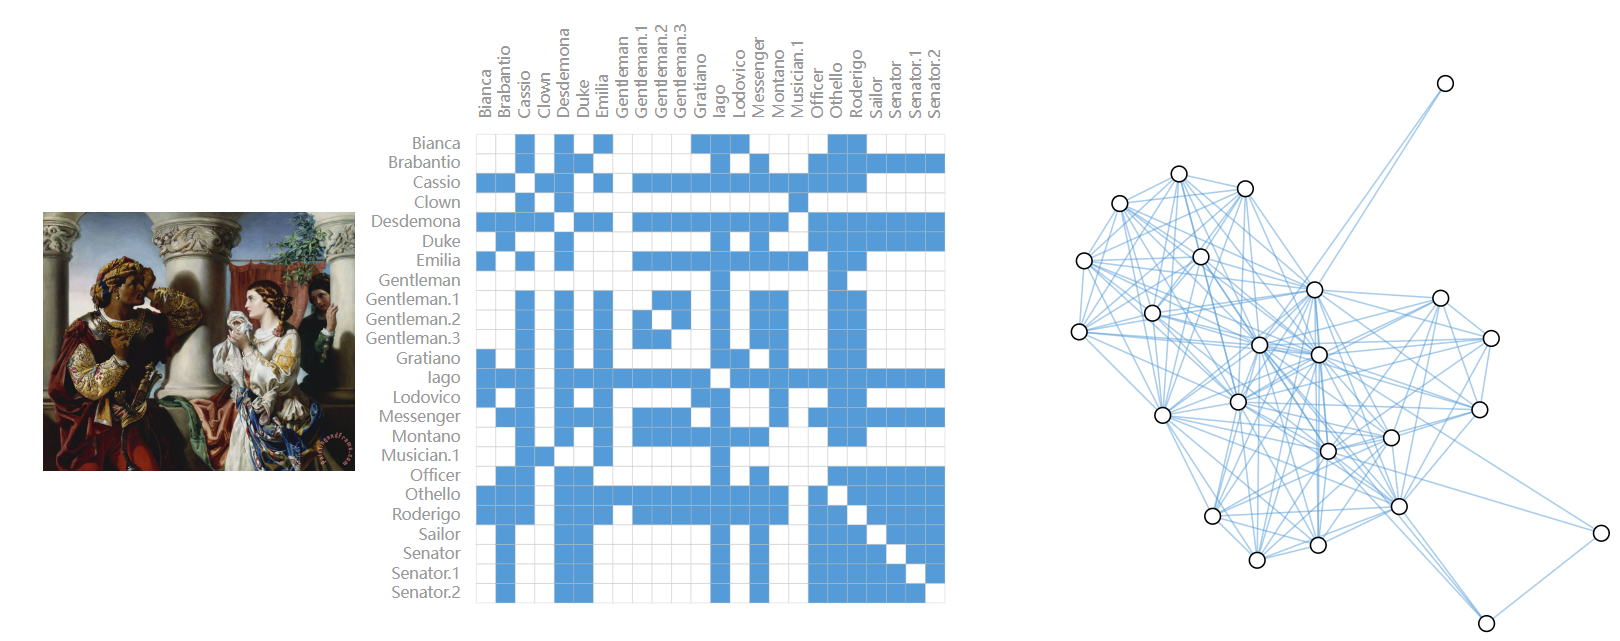 Bianca
Brabantio
Cassio
Clown
Desdemona
Duke
Emilia
Gentleman
Gentleman.1
Gentleman.2
Gentleman.3
Gratiano
Iago
Lodovico
Messenger
Montano
Musician.1
Officer
Othello
Roderigo
Sailor
Senator
Senator.1
Senator.2
Bianca
Brabantio
Cassio
Clown
Desdemona
Duke
Emilia
Gentleman
Gentleman.1
Gentleman.2
Gentleman.3
Gratiano
Iago
Lodovico
Messenger
Montano
Musician.1
Officer
Othello
Roderigo
Sailor
Senator
Senator.1
Senator.2